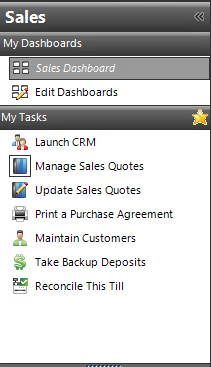 Sales
My Dashboards
Sales Dashboard
Edit Dashboards
My Tasks
Launch CRM
Manage Sales Quotes
Update Sales Quotes
Print a Purchase Agreement
Maintain Customers
Take Backup Deposits
Reconcile This Till